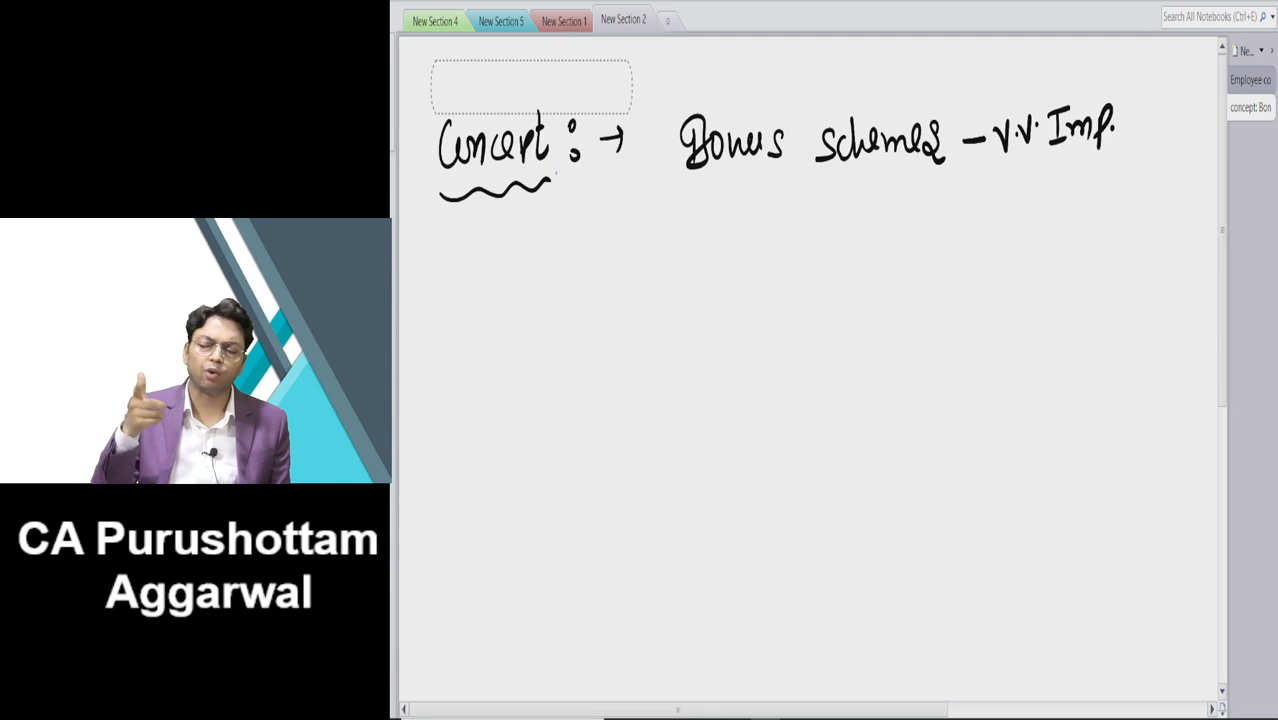 New Section 4 New Section 5 New Section 1 New Section 2
Search All Notebooks (Ctrl+E)
Ne...
Employee co
concept: Bon
Concept : → Bonus schemes - V.V. Imp.
CA Purushottam
Aggarwal